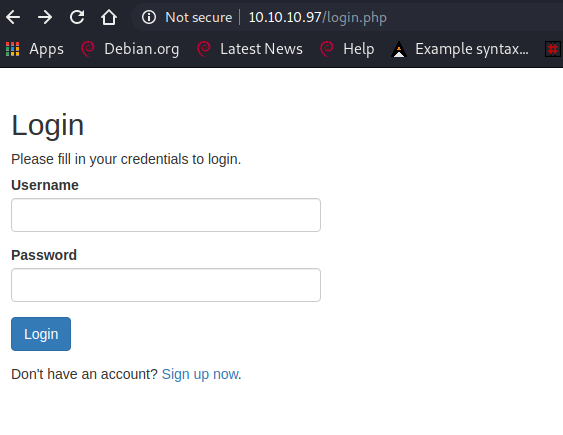 Not secure | 10.10.10.97/login.php
Apps Debian.org Latest News Help Example syntax...
Login
Please fill in your credentials to login.
Username
Password
Login
Don't have an account? Sign up now.